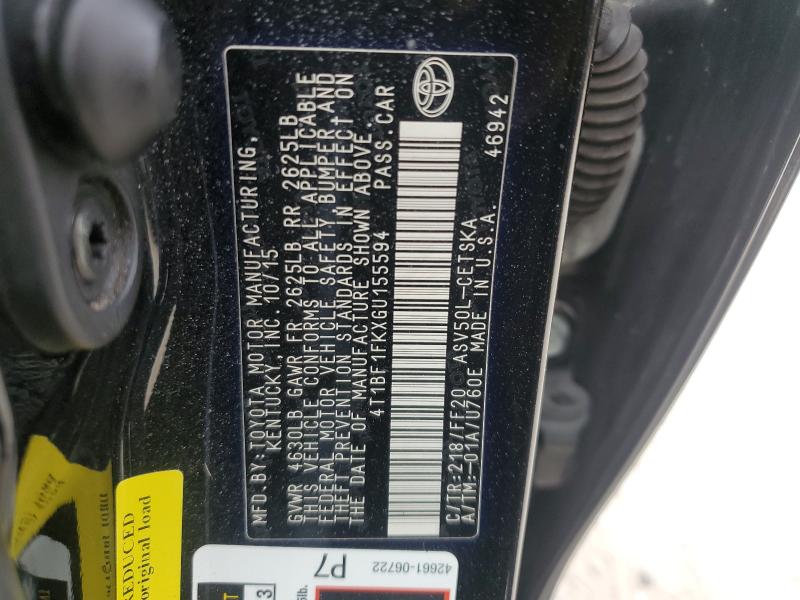 MFD. BY: TOYOTA MOTOR MANUFACTURING,
KENTUCKY, INC. 10/15
GVWR 4630LB GAWR FR 2625LB RR 2625LB
THIS VEHICLE CONFORMS TO ALL APPLICABLE
FEDERAL MOTOR VEHICLE SAFETY, BUMPER, AND
THEFT PREVENTION STANDARDS IN EFFECT ON
THE DATE OF MANUFACTURE SHOWN ABOVE.
4T1BF1FKXGU155594 PASS. CAR
C/TR:218/FF20 ASV50L-CETSKA
A/TM:-01A/U760E MADE IN U.S.A.
46942
REDUCED
original load
P7
42661-06722
3
lb.